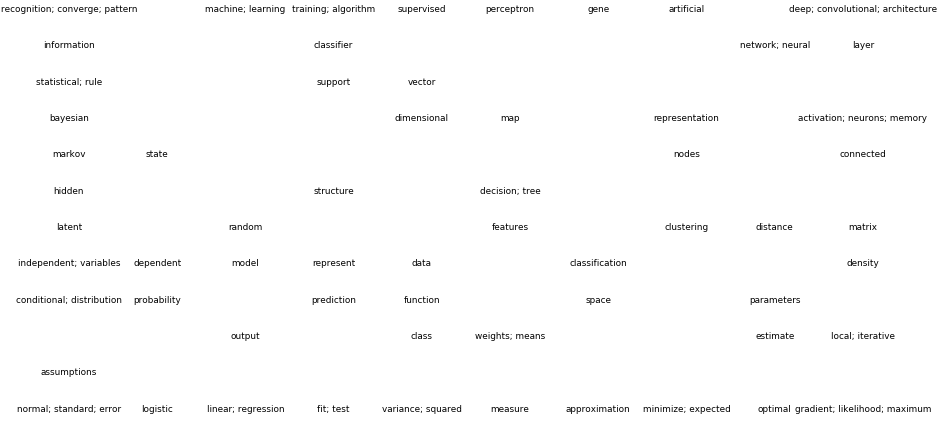 recognition; converge; pattern machine; learning training; algorithm supervised perceptron gene artificial deep; convolutional; architecture
information classifier network; neural layer
statistical; rule support vector
bayesian dimensional map representation activation; neurons; memory
markov state nodes connected
hidden structure decision; tree
latent random features clustering distance matrix
independent; variables dependent model represent data classification density
conditional; distribution probability prediction function space parameters
output class weights; means estimate local; iterative
assumptions
normal; standard; error logistic linear; regression fit; test variance; squared measure approximation minimize; expected optimal gradient; likelihood; maximum